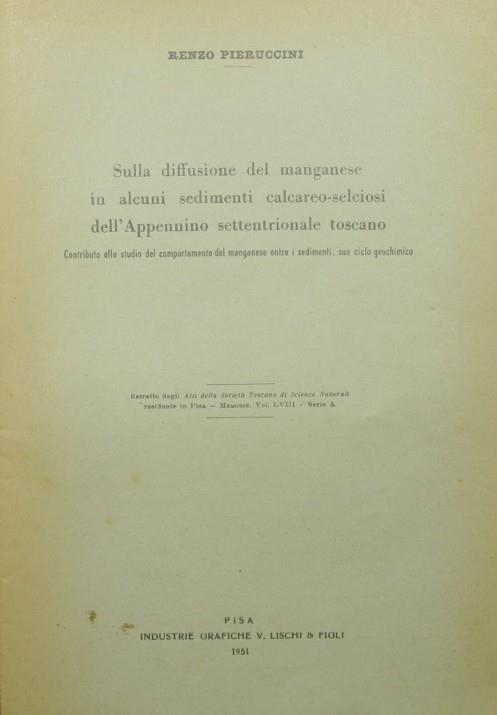 RENZO PIERUCCINI
Sulla diffusione del manganese
in alcuni sedimenti calcareo-selciosi
dell'Appennino settentrionale toscano
Contributo allo studio del comportamento del manganese entro i sedimenti; suo ciclo geochimico
Estratto dagli Atti della Società Toscana di Scienze Naturali
residente in Pisa — Memorie, Vol. LVIII - Serie A.
PISA
INDUSTRIE GRAFICHE V. LISCHI & FIGLI
1951